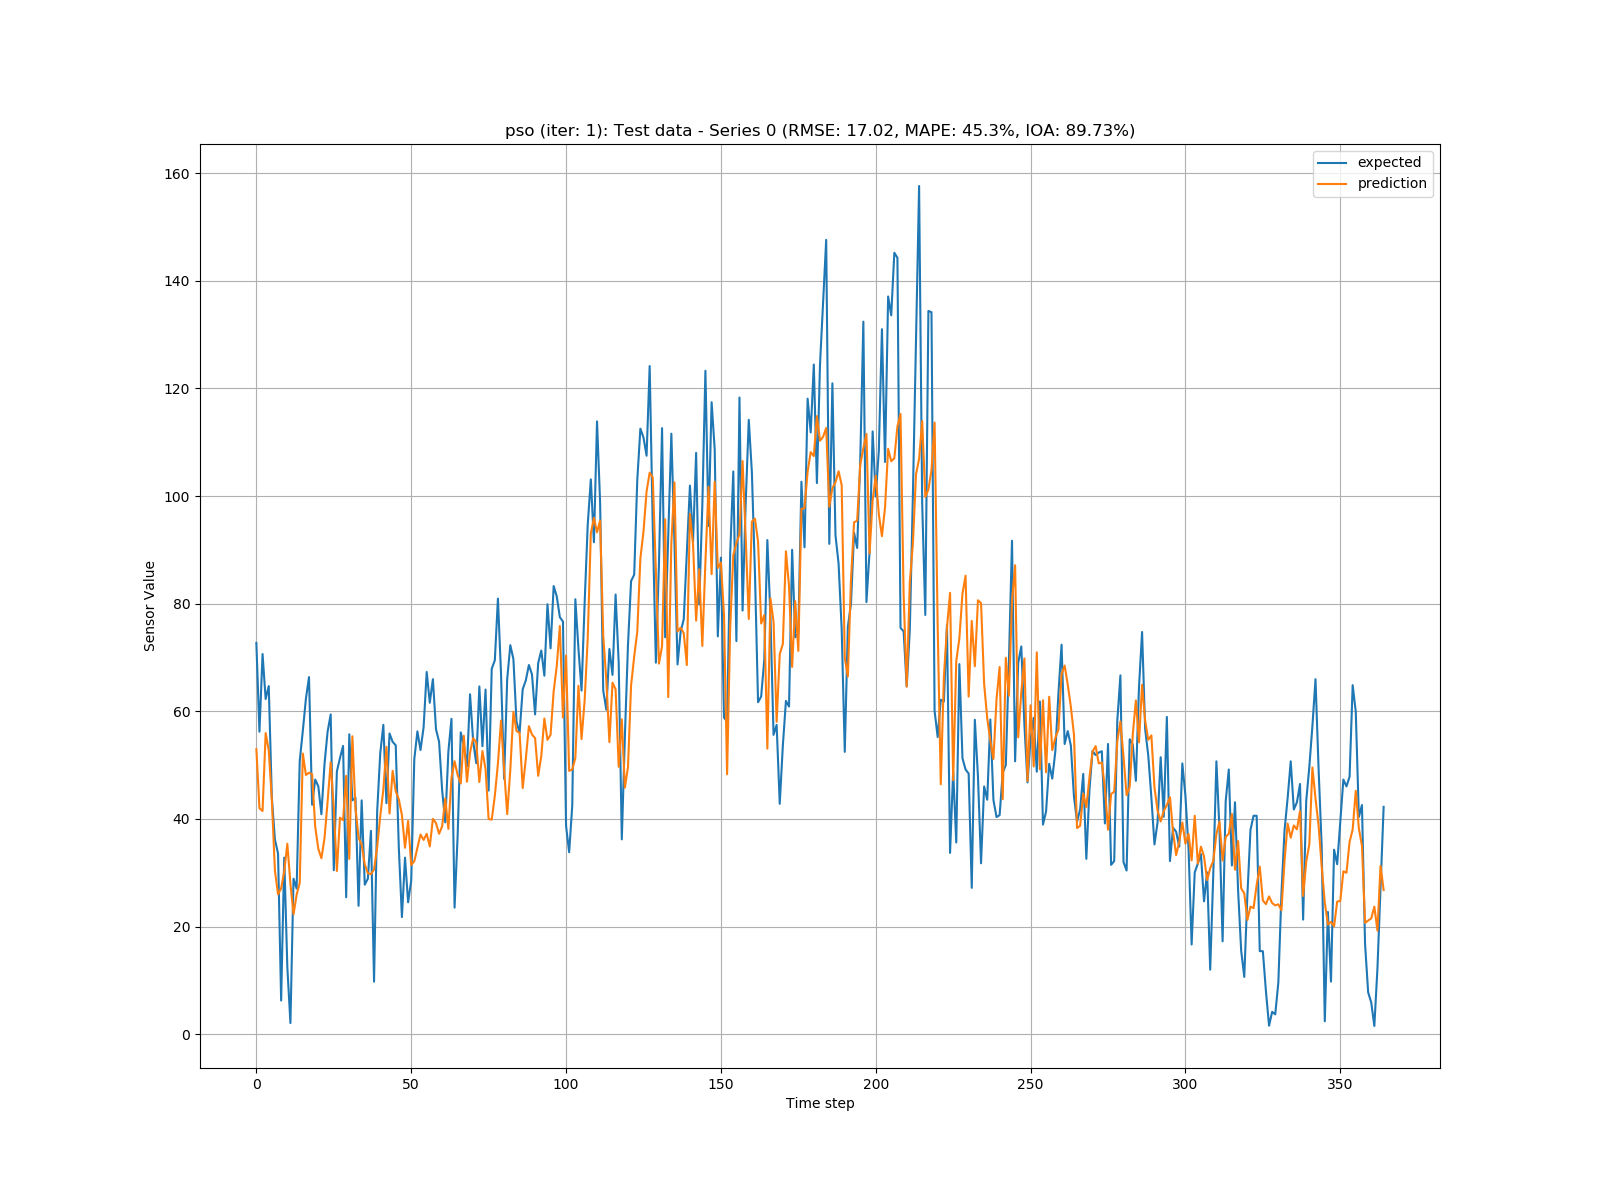 pso (iter: 1): Test data - Series 0 (RMSE: 17.02, MAPE: 45.3%, IOA: 89.73%)
expected
prediction
160
140
120
100
80
60
40
20
0
Sensor Value
0 50 100 150 200 250 300 350
Time step